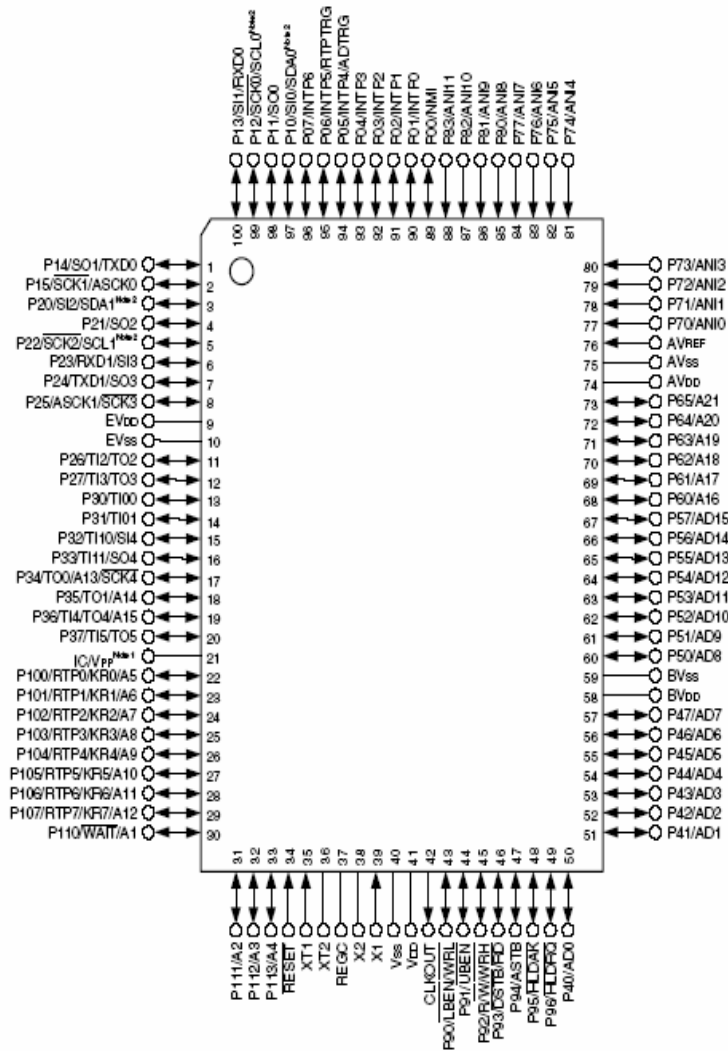 P13/SI1/RXD0
P12/SCK0/SCL0Note2
P11/SO0
P10/SI0/SDA0Note2
P07/INTP6
P06/INTP5/RTPTRG
P05/INTP4/ADTRG
P04/INTP3
P03/INTP2
P02/INTP1
P01/INTP0
P00/NMI
P83/ANI11
P82/ANI10
P81/ANI9
P80/ANI8
P77/ANI7
P76/ANI6
P75/ANI5
P74/ANI4
100
99
98
97
96
95
94
93
92
91
90
89
88
87
86
85
84
83
82
81
P14/SO1/TXD0 1
P15/SCK1/ASCK0 2
P20/SI2/SDA1Note2 3
P21/SO2 4
P22/SCK2/SCL1Note2 5
P23/RXD1/SI3 6
P24/TXD1/SO3 7
P25/ASCK1/SCK3 8
EVDD 9
EVSS 10
P26/TI2/TO2 11
P27/TI3/TO3 12
P30/TI00 13
P31/TI01 14
P32/TI10/SI4 15
P33/TI11/SO4 16
P34/TO0/A13/SCK4 17
P35/TO1/A14 18
P36/TI4/TO4/A15 19
P37/TI5/TO5 20
IC/VPPNote1 21
P100/RTP0/KR0/A5 22
P101/RTP1/KR1/A6 23
P102/RTP2/KR2/A7 24
P103/RTP3/KR3/A8 25
P104/RTP4/KR4/A9 26
P105/RTP5/KR5/A10 27
P106/RTP6/KR6/A11 28
P107/RTP7/KR7/A12 29
P110/WAIT/A1 30
80 P73/ANI3
79 P72/ANI2
78 P71/ANI1
77 P70/ANI0
76 AVREF
75 AVSS
74 AVDD
73 P65/A21
72 P64/A20
71 P63/A19
70 P62/A18
69 P61/A17
68 P60/A16
67 P57/AD15
66 P56/AD14
65 P55/AD13
64 P54/AD12
63 P53/AD11
62 P52/AD10
61 P51/AD9
60 P50/AD8
59 BVSS
58 BVDD
57 P47/AD7
56 P46/AD6
55 P45/AD5
54 P44/AD4
53 P43/AD3
52 P42/AD2
51 P41/AD1
31
32
33
34
35
36
37
38
39
40
41
42
43
44
45
46
47
48
49
50
P111/A2
P112/A3
P113/A4
RESET
XT1
XT2
REGC
X2
X1
VSS
VDD
CLKOUT
P90/LBEN/WRL
P91/UBEN
P92/R/W/WRH
P93/DSTB/RD
P94/ASTB
P95/HLDAK
P96/HLDRQ
P40/AD0